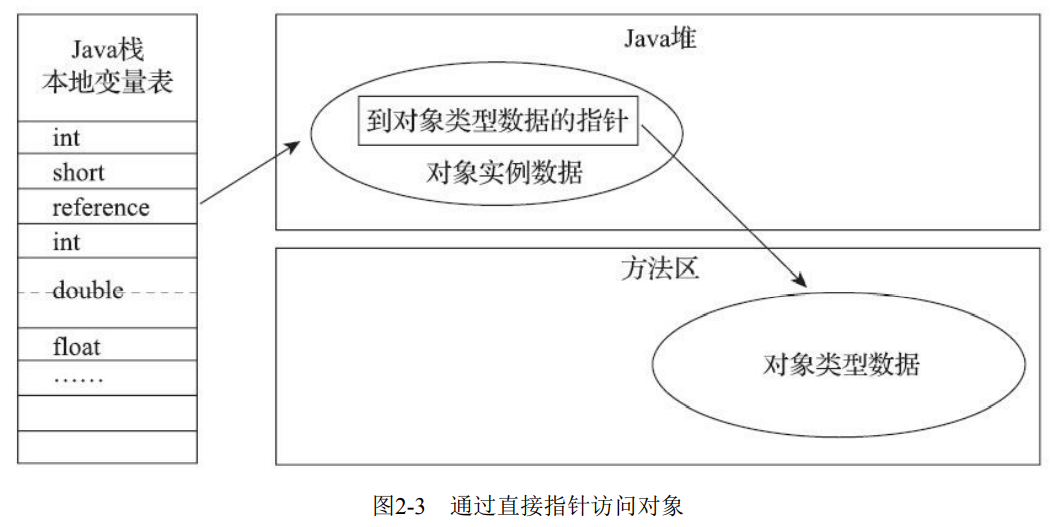 Java栈
本地变量表
int
short
reference
int
double
float
……
Java堆
到对象类型数据的指针
对象实例数据
方法区
对象类型数据
图2-3 通过直接指针访问对象